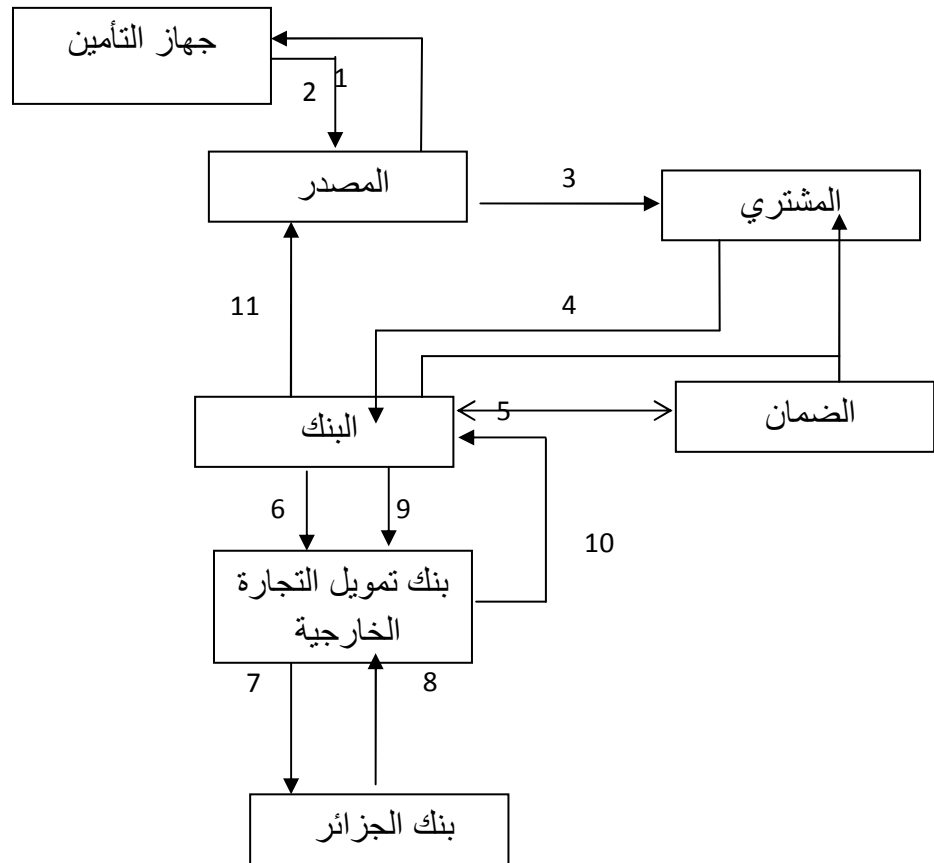 جهاز التأمين
1
2
المصدر
3
المشتري
11
4
البنك
5
الضمان
6
9
10
بنك تمويل التجارة
الخارجية
7
8
بنك الجزائر